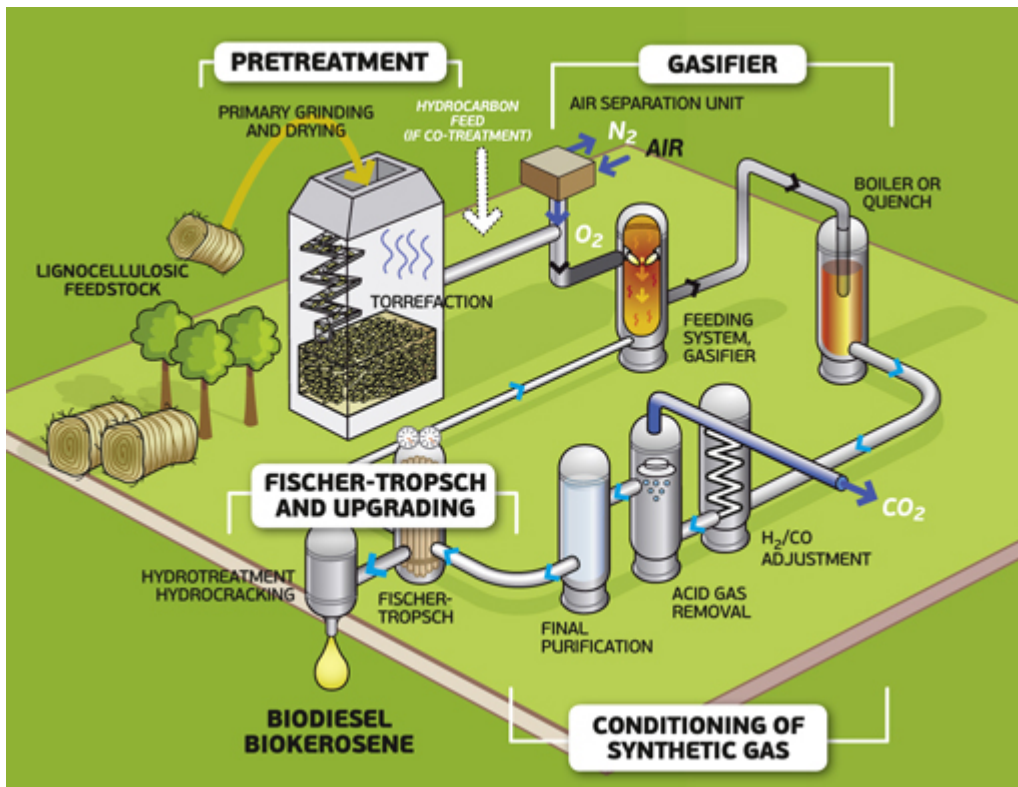 PRETREATMENT
GASIFIER
PRIMARY GRINDING
AND DRYING
HYDROCARBON
FEED
(IF CO-TREATMENT)
AIR SEPARATION UNIT
N₂
AIR
BOILER OR
QUENCH
O₂
LIGNOCELLULOSIC
FEEDSTOCK
TORREFACTION
FEEDING
SYSTEM,
GASIFIER
FISCHER-TROPSCH
AND UPGRADING
CO₂
H₂/CO
ADJUSTMENT
HYDROTREATMENT
HYDROCRACKING
FISCHER-
TROPSCH
ACID GAS
REMOVAL
FINAL
PURIFICATION
BIODIESEL
BIOKEROSENE
CONDITIONING OF
SYNTHETIC GAS